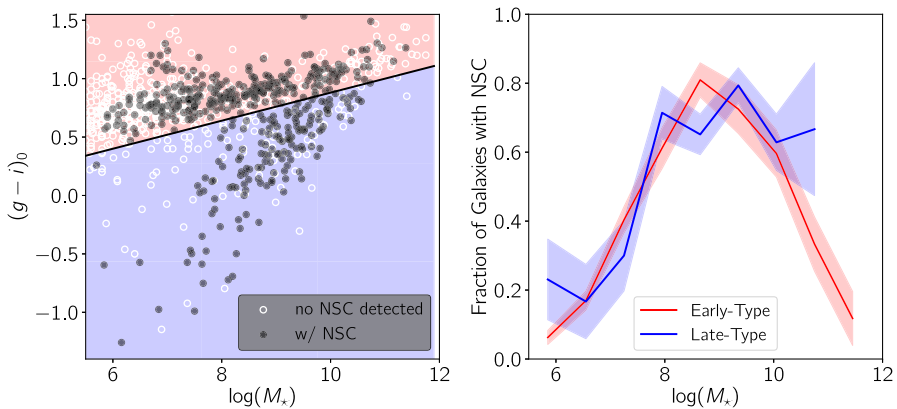 1.5
1.0
0.5
0.0
−0.5
−1.0
(g − i)₀
6
8
10
12
log(M⋆)
no NSC detected
w/ NSC
1.0
0.8
0.6
0.4
0.2
0.0
Fraction of Galaxies with NSC
6
8
10
12
log(M⋆)
Early-Type
Late-Type